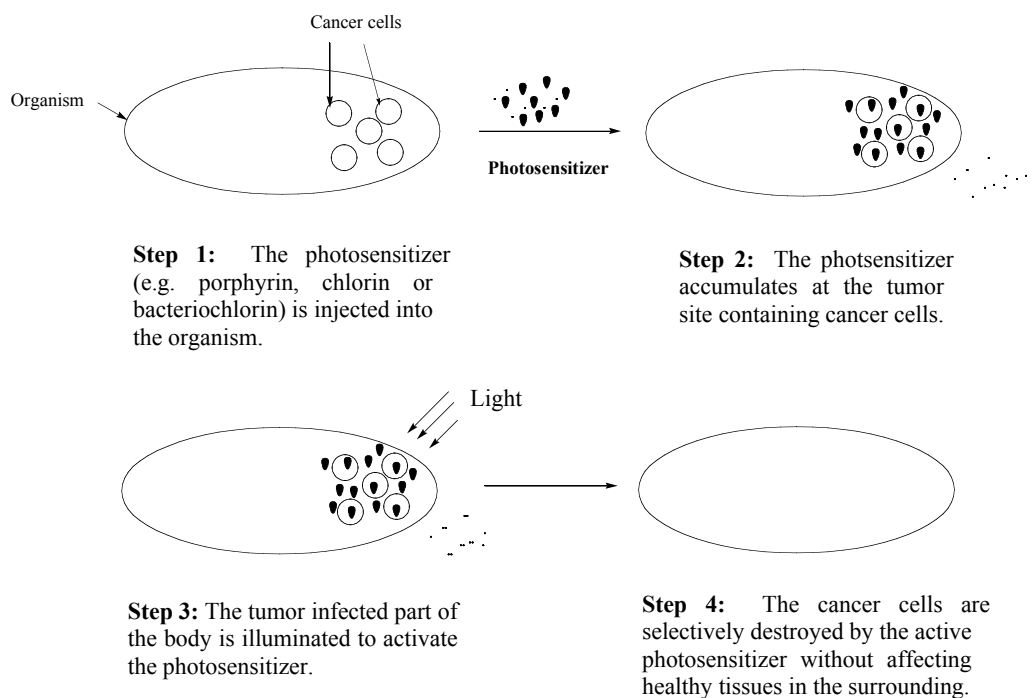 Cancer cells
Organism
Photosensitizer
Step 1: The photosensitizer
(e.g. porphyrin, chlorin or
bacteriochlorin) is injected into
the organism.
Step 2: The photsensitizer
accumulates at the tumor
site containing cancer cells.
Light
Step 3: The tumor infected part of
the body is illuminated to activate
the photosensitizer.
Step 4: The cancer cells are
selectively destroyed by the active
photosensitizer without affecting
healthy tissues in the surrounding.